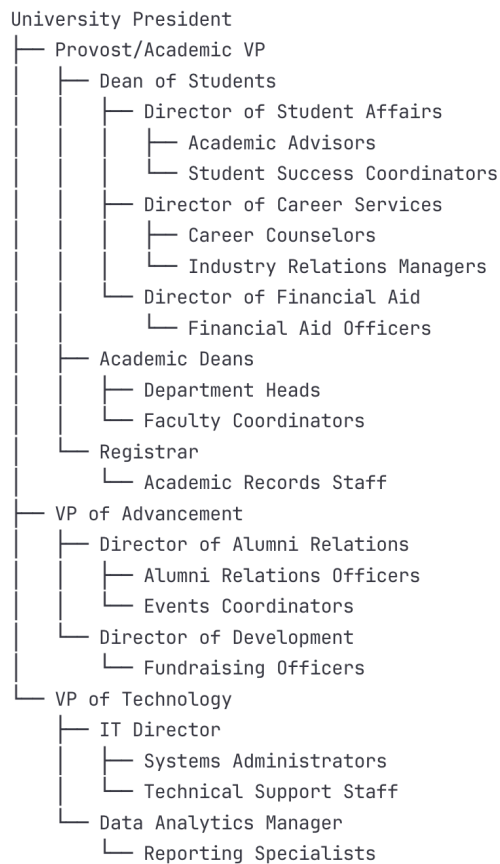 University President
├── Provost/Academic VP
│   ├── Dean of Students
│   │   ├── Director of Student Affairs
│   │   │   ├── Academic Advisors
│   │   │   └── Student Success Coordinators
│   │   ├── Director of Career Services
│   │   │   ├── Career Counselors
│   │   │   └── Industry Relations Managers
│   │   └── Director of Financial Aid
│   │       └── Financial Aid Officers
│   ├── Academic Deans
│   │   ├── Department Heads
│   │   └── Faculty Coordinators
│   └── Registrar
│       └── Academic Records Staff
├── VP of Advancement
│   ├── Director of Alumni Relations
│   │   ├── Alumni Relations Officers
│   │   └── Events Coordinators
│   └── Director of Development
│       └── Fundraising Officers
└── VP of Technology
    ├── IT Director
    │   ├── Systems Administrators
    │   └── Technical Support Staff
    └── Data Analytics Manager
        └── Reporting Specialists